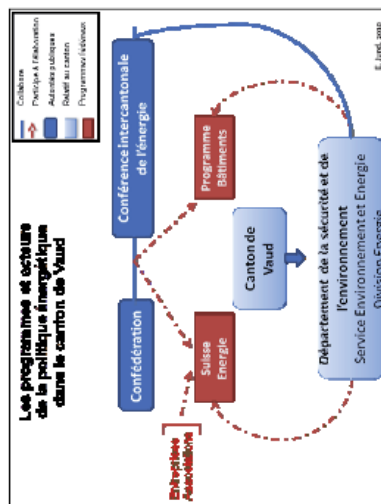 Les programmes et acteurs
de la politique énergétique
dans le canton de Vaud
Collabore
Participe à l'élaboration
Autorités publiques
Relatif au canton
Programmes fédéraux
Confédération
Conférence intercantonale
de l'énergie
Entreprises
Associations
Suisse
Energie
Programme
Bâtiments
Canton de
Vaud
Département de la sécurité et de
l'environnement
Service Environnement et Energie
Division Energie